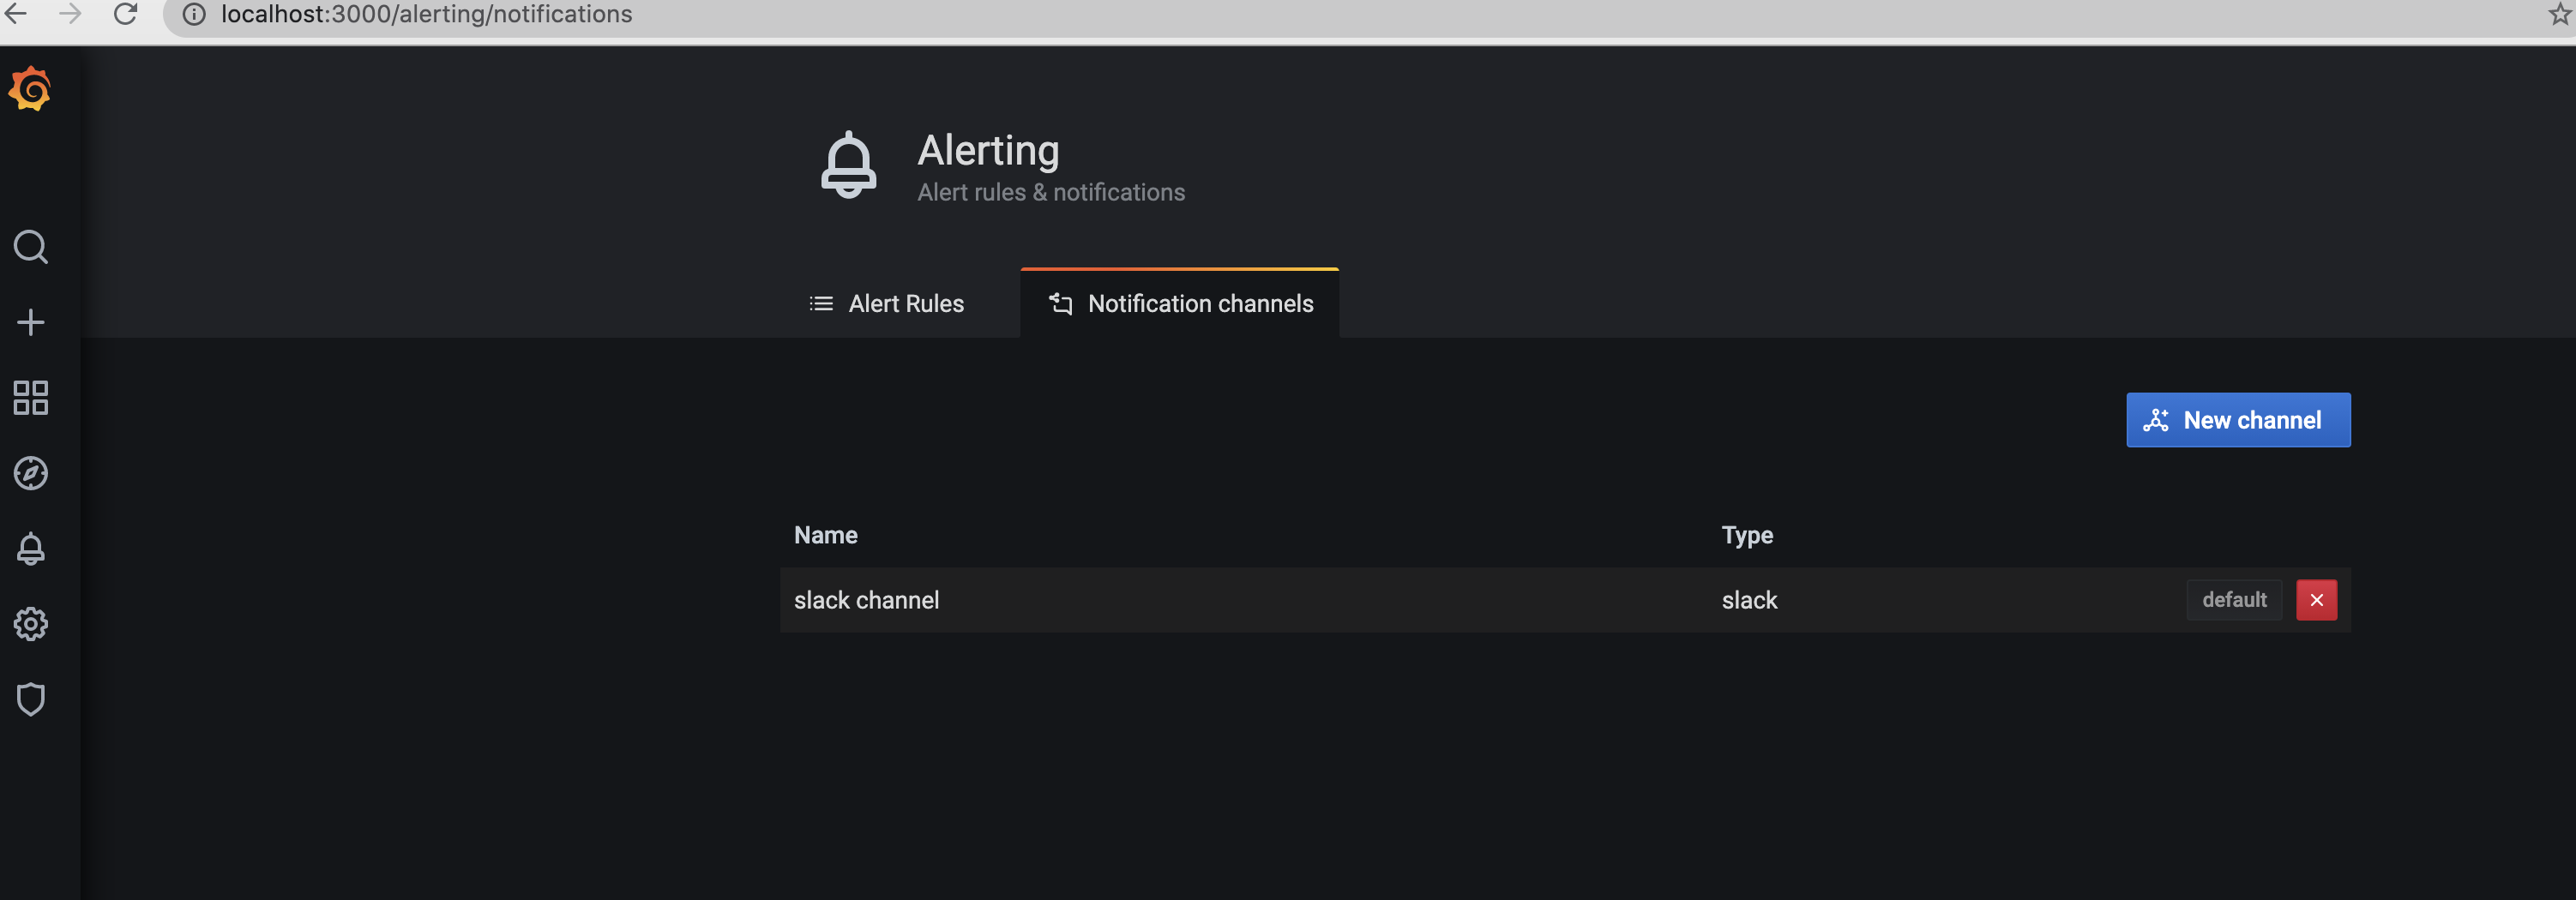 localhost:3000/alerting/notifications
Alerting
Alert rules & notifications
Alert Rules
Notification channels
New channel
Name Type
slack channel slack default